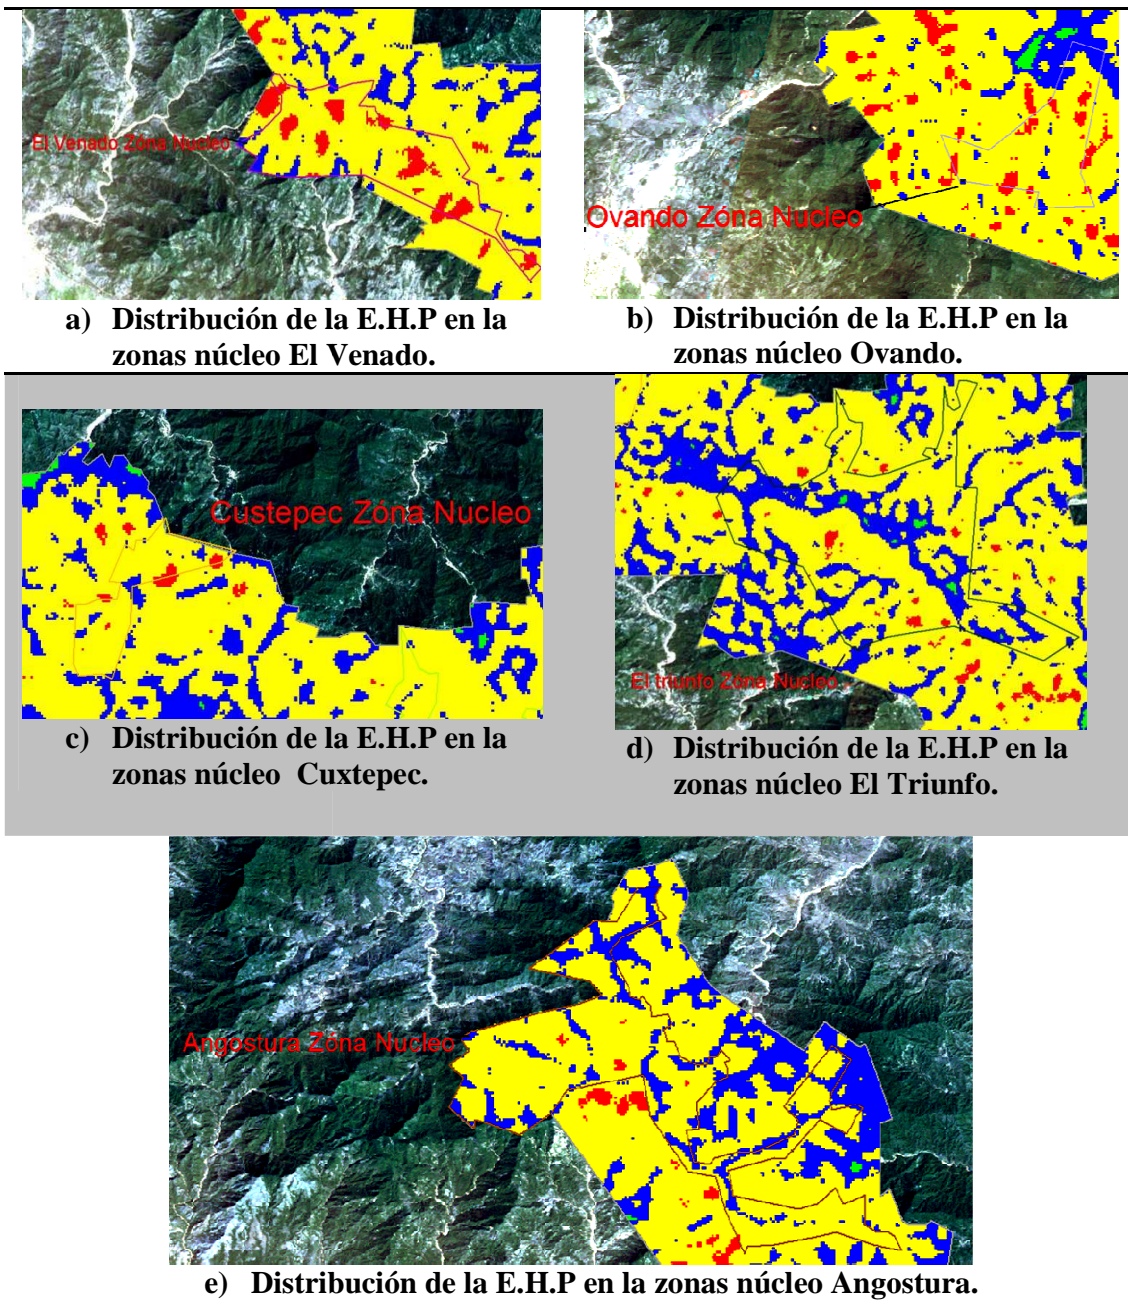 El Venado Zóna Nucleo
Ovando Zóna Nucleo
a) Distribución de la E.H.P en la
zonas núcleo El Venado.
b) Distribución de la E.H.P en la
zonas núcleo Ovando.
Custepec Zóna Nucleo
El triunfo Zóna Nucleo
c) Distribución de la E.H.P en la
zonas núcleo Cuxtepec.
d) Distribución de la E.H.P en la
zonas núcleo El Triunfo.
Angostura Zóna Nucleo
e) Distribución de la E.H.P en la zonas núcleo Angostura.